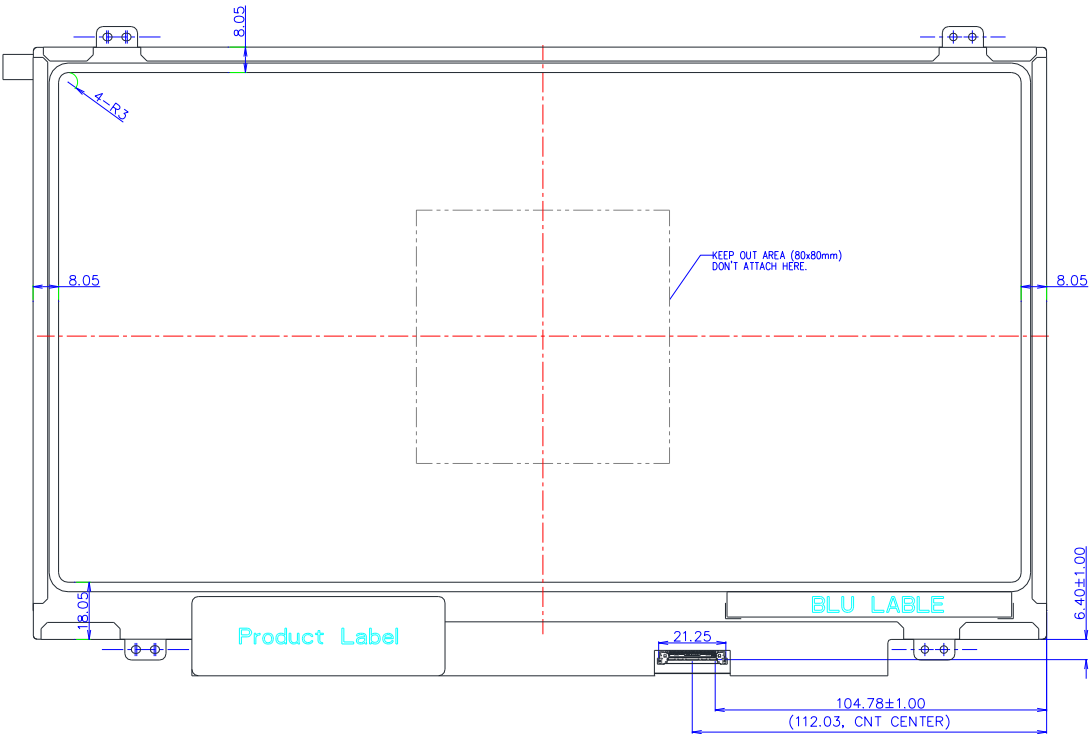 8.05
4-R3
KEEP OUT AREA (80x80mm)
DON'T ATTACH HERE.
8.05
8.05
18.05
BLU LABLE
Product Label
21.25
6.40±1.00
104.78±1.00
(112.03, CNT CENTER)